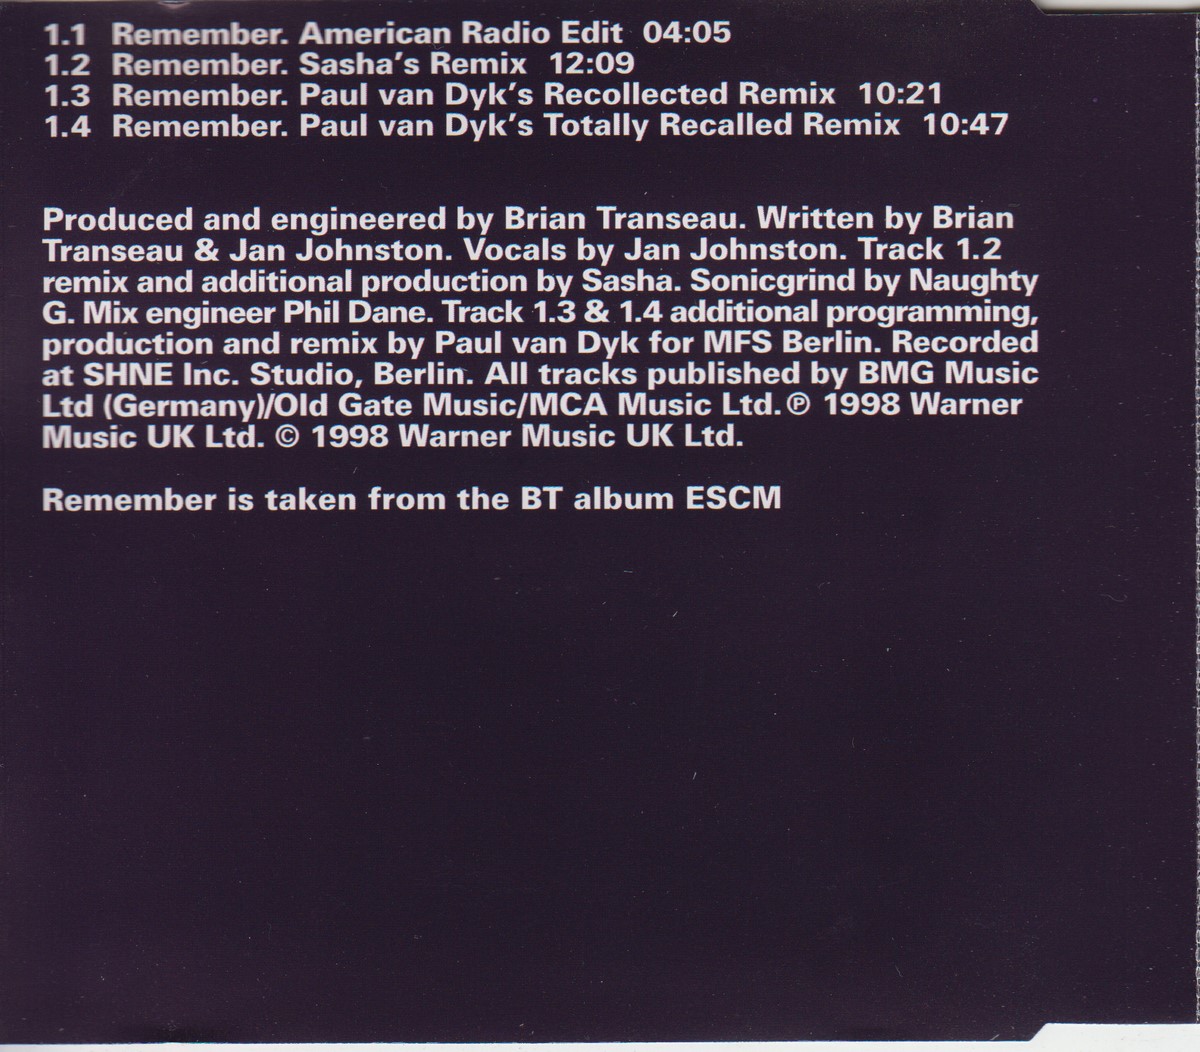 1.1 Remember. American Radio Edit 04:05
1.2 Remember. Sasha's Remix 12:09
1.3 Remember. Paul van Dyk's Recollected Remix 10:21
1.4 Remember. Paul van Dyk's Totally Recalled Remix 10:47
Produced and engineered by Brian Transeau. Written by Brian
Transeau & Jan Johnston. Vocals by Jan Johnston. Track 1.2
remix and additional production by Sasha. Sonicgrind by Naughty
G. Mix engineer Phil Dane. Track 1.3 & 1.4 additional programming,
production and remix by Paul van Dyk for MFS Berlin. Recorded
at SHNE Inc. Studio, Berlin. All tracks published by BMG Music
Ltd (Germany)/Old Gate Music/MCA Music Ltd. ℗ 1998 Warner
Music UK Ltd. © 1998 Warner Music UK Ltd.
Remember is taken from the BT album ESCM